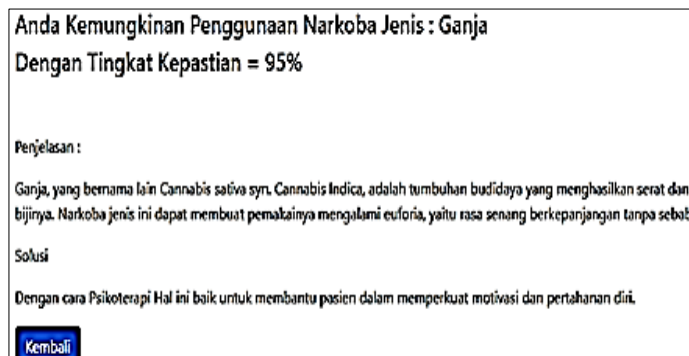 Anda Kemungkinan Penggunaan Narkoba Jenis : Ganja
Dengan Tingkat Kepastian = 95%
Penjelasan :
Ganja, yang bernama lain Cannabis sativa syn. Cannabis Indica, adalah tumbuhan budidaya yang menghasilkan serat dan
bijinya. Narkoba jenis ini dapat membuat pemakainya mengalami euforia, yaitu rasa senang berkepanjangan tanpa sebab
Solusi
Dengan cara Psikoterapi Hal ini baik untuk membantu pasien dalam memperkuat motivasi dan pertahanan diri.
Kembali